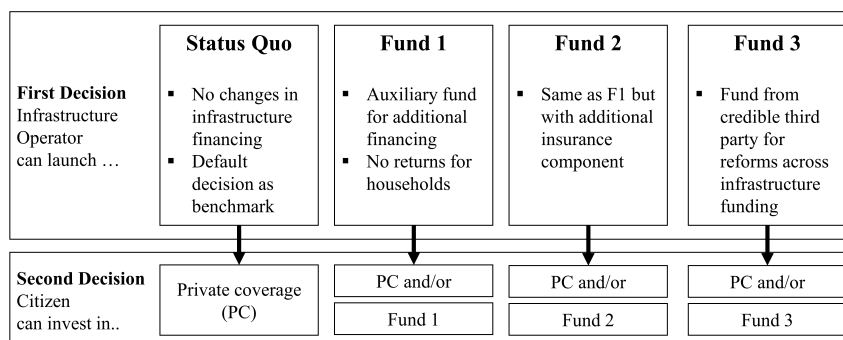 Status Quo
Fund 1
Fund 2
Fund 3
First Decision
Infrastructure
Operator
can launch …
▪ No changes in
infrastructure
financing
▪ Default
decision as
benchmark
▪ Auxiliary fund
for additional
financing
▪ No returns for
households
▪ Same as F1 but
with additional
insurance
component
▪ Fund from
credible third
party for
reforms across
infrastructure
funding
Second Decision
Citizen
can invest in..
Private coverage
(PC)
PC and/or
Fund 1
PC and/or
Fund 2
PC and/or
Fund 3